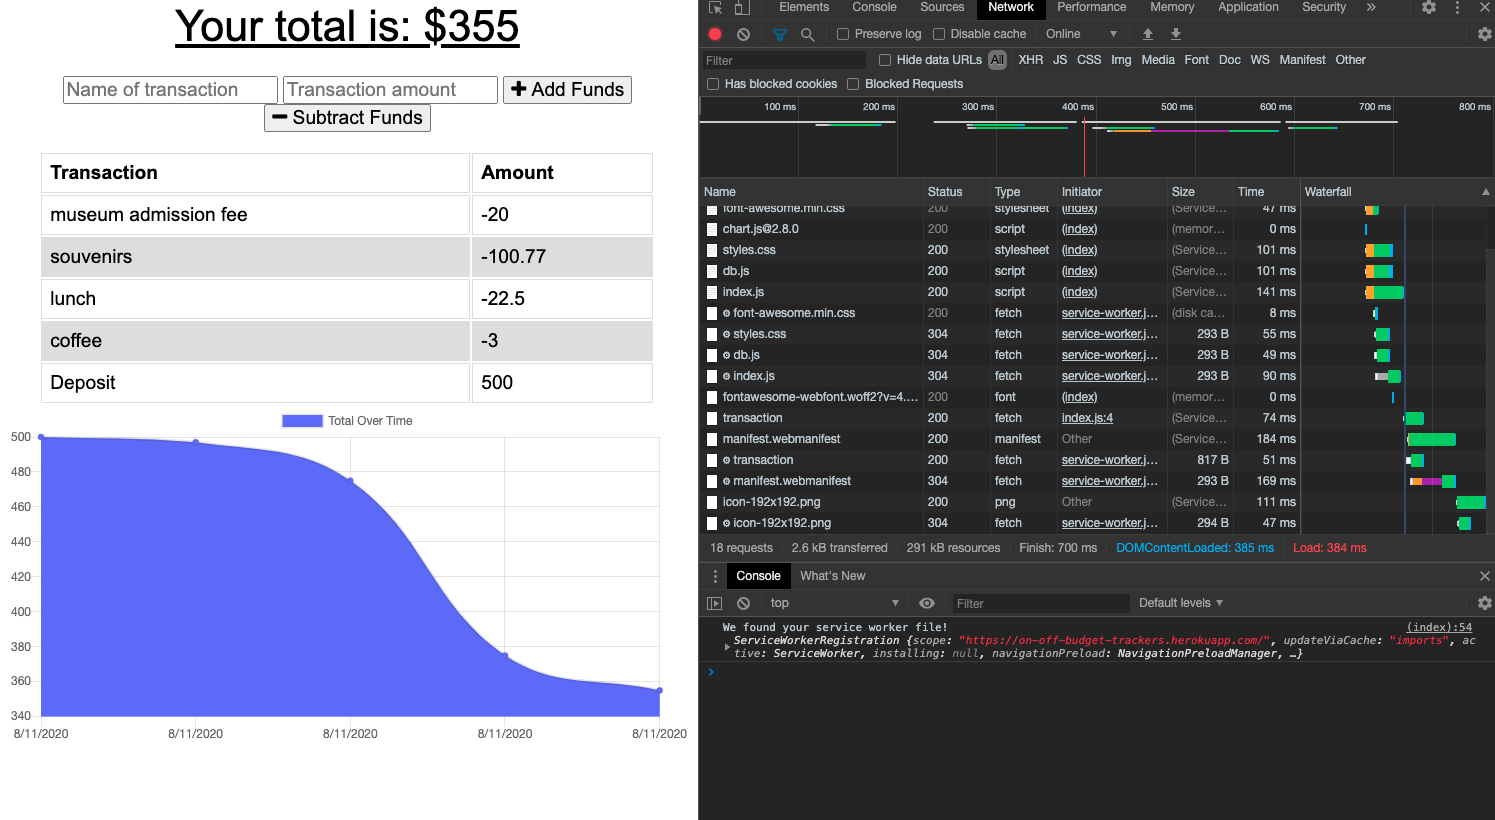 Your total is: $355
Name of transaction Transaction amount Add Funds
Subtract Funds
Transaction Amount
museum admission fee -20
souvenirs -100.77
lunch -22.5
coffee -3
Deposit 500
Total Over Time
500
480
460
440
420
400
380
360
340
8/11/2020 8/11/2020 8/11/2020 8/11/2020 8/11/2020
Elements Console Sources Network Performance Memory Application Security »
Preserve log Disable cache Online
Filter Hide data URLs All XHR JS CSS Img Media Font Doc WS Manifest Other
Has blocked cookies Blocked Requests
100 ms 200 ms 300 ms 400 ms 500 ms 600 ms 700 ms 800 ms
Name Status Type Initiator Size Time Waterfall
font-awesome.min.css 200 stylesheet (index) (Service... 47 ms
chart.js@2.8.0 200 script (index) (memor... 0 ms
styles.css 200 stylesheet (index) (Service... 101 ms
db.js 200 script (index) (Service... 101 ms
index.js 200 script (index) (Service... 141 ms
font-awesome.min.css 200 fetch service-worker.j... (disk ca... 8 ms
styles.css 304 fetch service-worker.j... 293 B 55 ms
db.js 304 fetch service-worker.j... 293 B 49 ms
index.js 304 fetch service-worker.j... 293 B 90 ms
fontawesome-webfont.woff2?v=4.... 200 font (index) (memor... 0 ms
transaction 200 fetch index.js:4 (Service... 74 ms
manifest.webmanifest 200 manifest Other (Service... 184 ms
transaction 200 fetch service-worker.j... 817 B 51 ms
manifest.webmanifest 304 fetch service-worker.j... 293 B 169 ms
icon-192x192.png 200 png Other (Service... 111 ms
icon-192x192.png 304 fetch service-worker.j... 294 B 47 ms
18 requests 2.6 kB transferred 291 kB resources Finish: 700 ms DOMContentLoaded: 385 ms Load: 384 ms
Console What's New
top Filter Default levels
We found your service worker file! (index):54
ServiceWorkerRegistration {scope: "https://on-off-budget-trackers.herokuapp.com/", updateViaCache: "imports", ac
tive: ServiceWorker, installing: null, navigationPreload: NavigationPreloadManager, …}